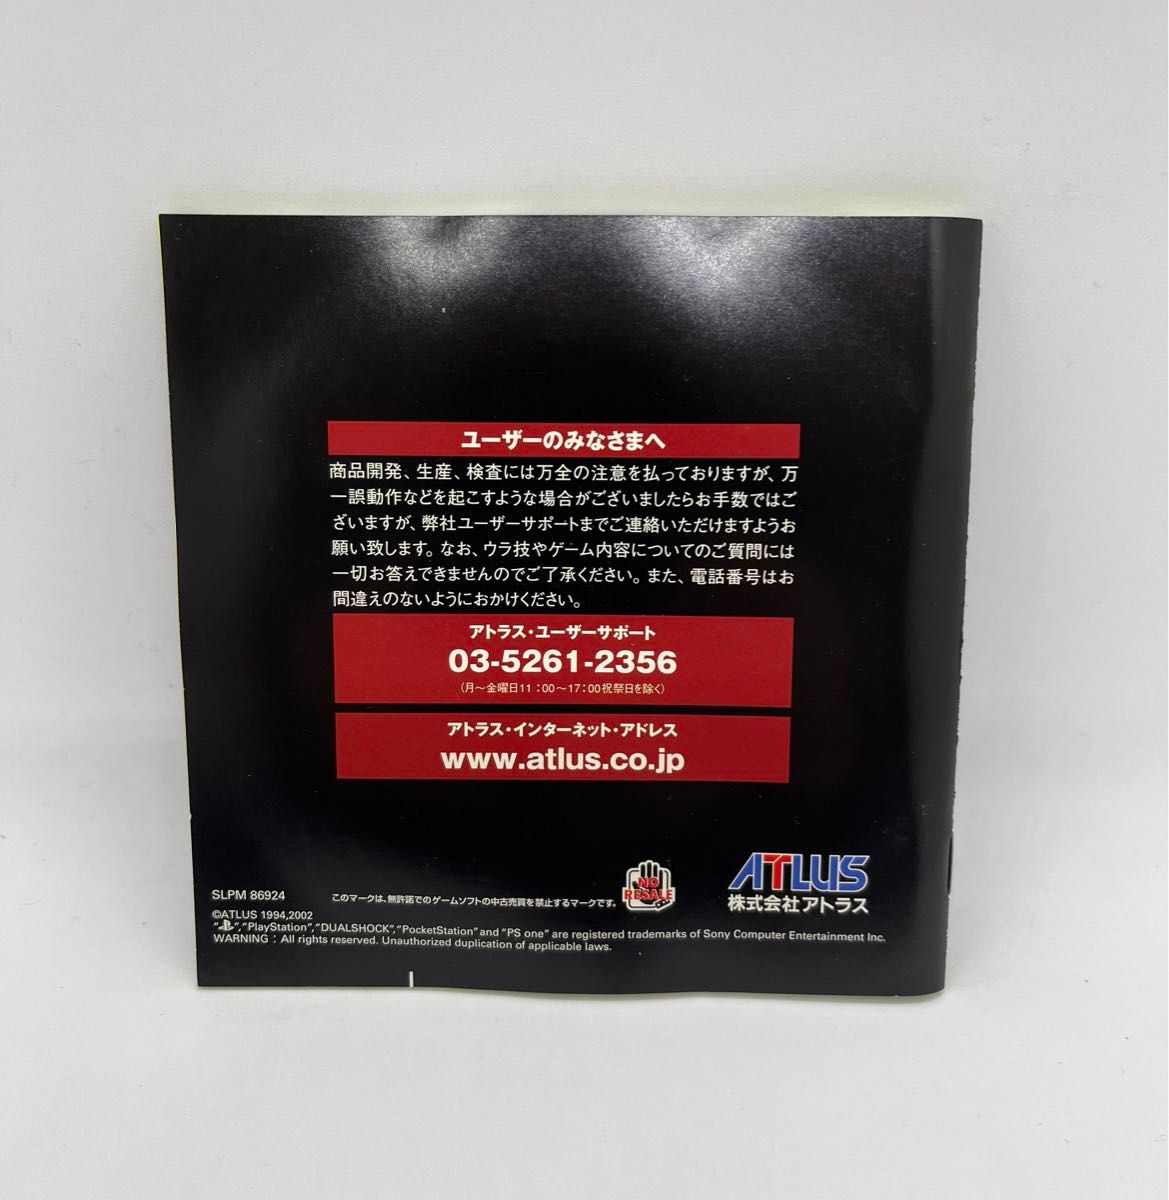 ユーザーのみなさまへ
商品開発、生産、検査には万全の注意を払っておりますが、万
一誤動作などを起こすような場合がございましたらお手数ではご
ざいますが、弊社ユーザーサポートまでご連絡いただけますようお
願い致します。なお、ウラ技やゲーム内容についてのご質問には
一切お答えできませんのでご了承ください。また、電話番号はお
間違えのないようにおかけください。
アトラス・ユーザーサポート
03-5261-2356
(月〜金曜日11:00〜17:00祝祭日を除く)
アトラス・インターネット・アドレス
www.atlus.co.jp
NO
RESALE
ATLUS
株式会社アトラス
SLPM 86924
このマークは、無許諾でのゲームソフトの中古売買を禁止するマークです。
©ATLUS 1994,2002
"PS", "PlayStation", "DUALSHOCK", "PocketStation" and "PS one" are registered trademarks of Sony Computer Entertainment Inc.
WARNING : All rights reserved. Unauthorized duplication of applicable laws.